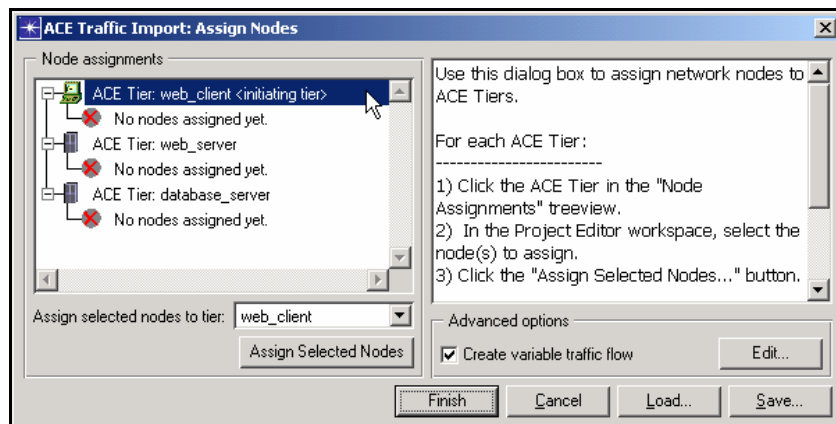 ACE Traffic Import: Assign Nodes
Node assignments
ACE Tier: web_client <initiating tier>
No nodes assigned yet.
ACE Tier: web_server
No nodes assigned yet.
ACE Tier: database_server
No nodes assigned yet.
Assign selected nodes to tier: web_client
Assign Selected Nodes
Use this dialog box to assign network nodes to
ACE Tiers.
For each ACE Tier:
------------------------
1) Click the ACE Tier in the "Node
Assignments" treeview.
2) In the Project Editor workspace, select the
node(s) to assign.
3) Click the "Assign Selected Nodes..." button.
Advanced options
Create variable traffic flow
Edit...
Finish
Cancel
Load...
Save...